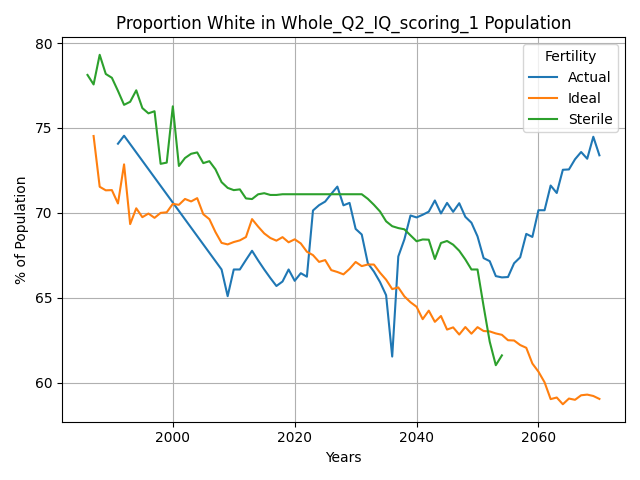 Proportion White in Whole_Q2_IQ_scoring_1 Population
Fertility
Actual
Ideal
Sterile
% of Population
80
75
70
65
60
2000
2020
2040
2060
Years